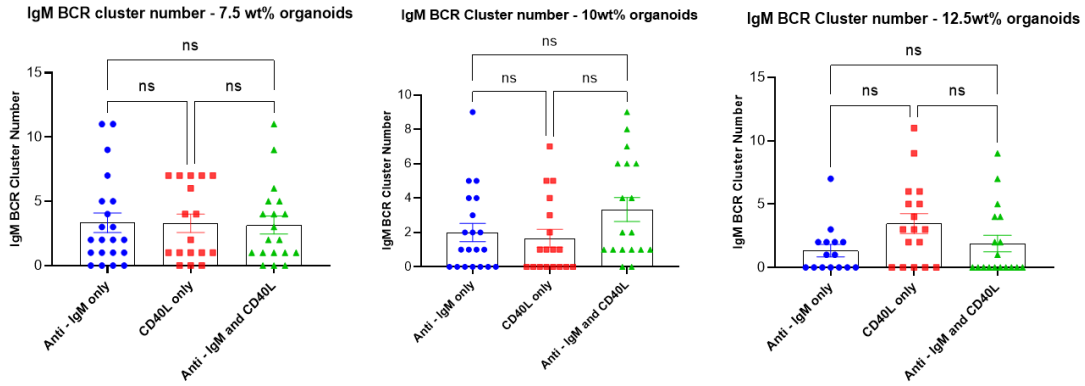 IgM BCR cluster number - 7.5 wt% organoids
ns
ns
ns
15
10
5
0
IgM BCR Cluster Number
Anti - IgM only
CD40L only
Anti - IgM and CD40L
IgM BCR Cluster number - 10wt% organoids
ns
ns
ns
10
8
6
4
2
0
IgM BCR Cluster Number
Anti - IgM only
CD40L only
Anti - IgM and CD40L
IgM BCR Cluster number - 12.5wt% organoids
ns
ns
ns
15
10
5
0
IgM BCR Cluster Number
Anti - IgM only
CD40L only
Anti - IgM and CD40L